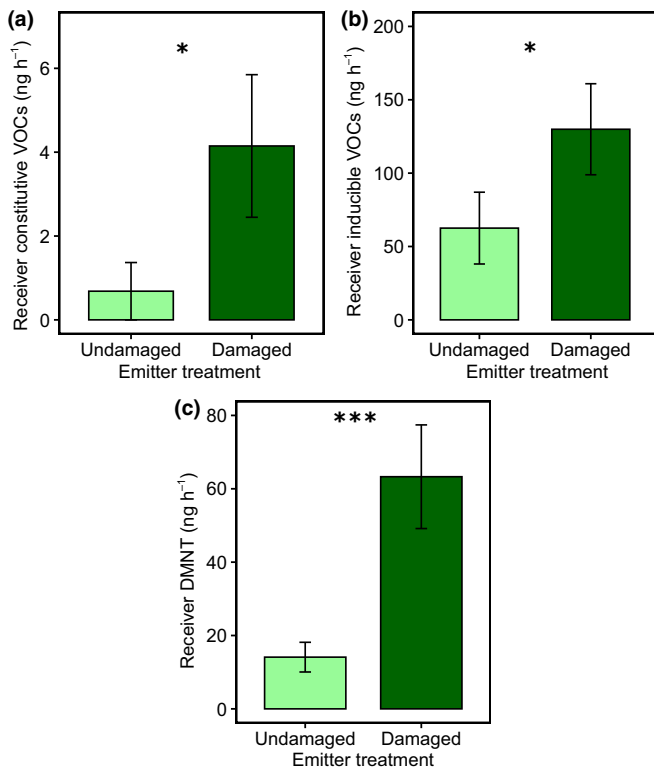 (a)
*
Receiver constitutive VOCs (ng h⁻¹)
6
4
2
0
Undamaged Damaged
Emitter treatment
(b)
*
Receiver inducible VOCs (ng h⁻¹)
200
150
100
50
0
Undamaged Damaged
Emitter treatment
(c)
***
Receiver DMNT (ng h⁻¹)
80
60
40
20
0
Undamaged Damaged
Emitter treatment